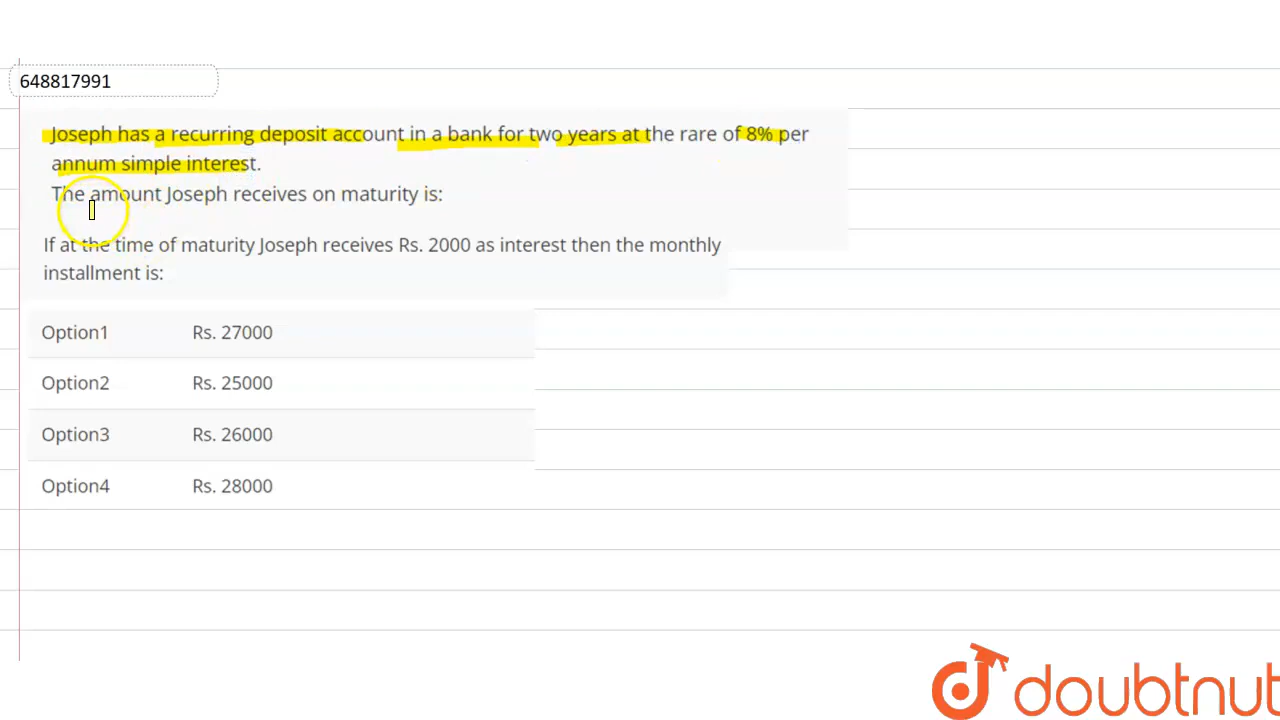 648817991
Joseph has a recurring deposit account in a bank for two years at the rare of 8% per
annum simple interest.
The amount Joseph receives on maturity is:
If at the time of maturity Joseph receives Rs. 2000 as interest then the monthly
installment is:
Option1 Rs. 27000
Option2 Rs. 25000
Option3 Rs. 26000
Option4 Rs. 28000
doubtnut